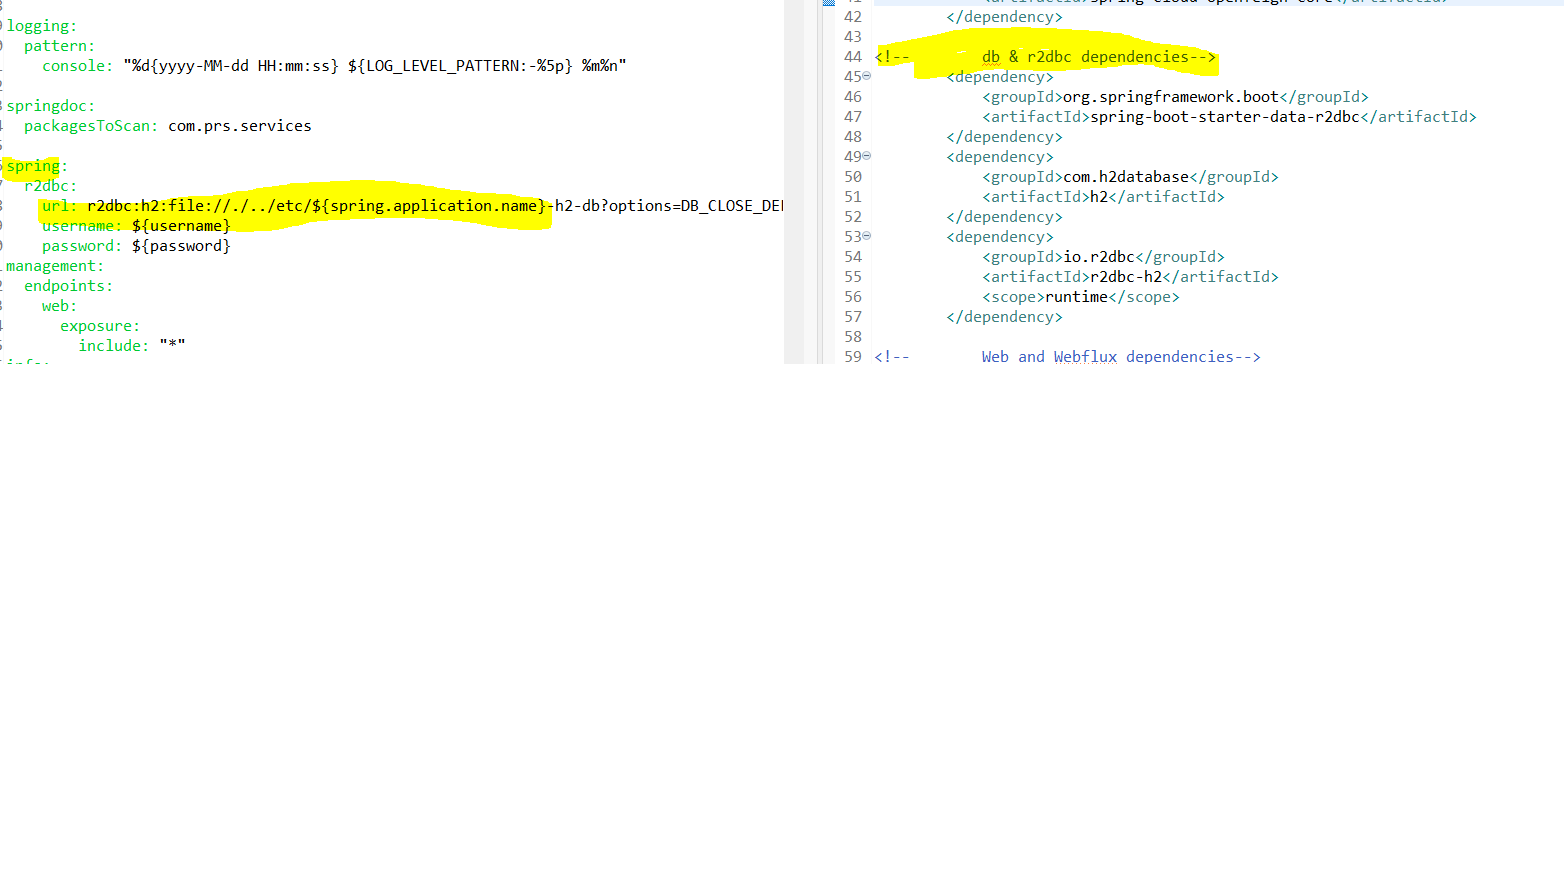 logging:
pattern:
console: "%d{yyyy-MM-dd HH:mm:ss} ${LOG_LEVEL_PATTERN:-%5p} %m%n"
springdoc:
packagesToScan: com.prs.services
spring:
r2dbc:
url: r2dbc:h2:file://./../etc/${spring.application.name}-h2-db?options=DB_CLOSE_DE
username: ${username}
password: ${password}
management:
endpoints:
web:
exposure:
include: "*"
42 </dependency>
43
44 <!-- db & r2dbc dependencies-->
45 <dependency>
46 <groupId>org.springframework.boot</groupId>
47 <artifactId>spring-boot-starter-data-r2dbc</artifactId>
48 </dependency>
49 <dependency>
50 <groupId>com.h2database</groupId>
51 <artifactId>h2</artifactId>
52 </dependency>
53 <dependency>
54 <groupId>io.r2dbc</groupId>
55 <artifactId>r2dbc-h2</artifactId>
56 <scope>runtime</scope>
57 </dependency>
58
59 <!-- Web and Webflux dependencies-->